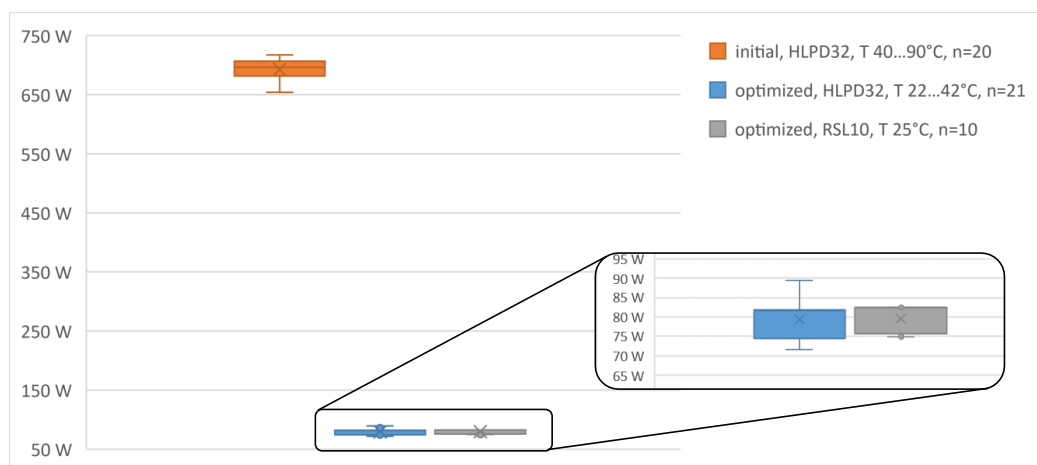 750 W
650 W
550 W
450 W
350 W
250 W
150 W
50 W
initial, HLPD32, T 40...90°C, n=20
optimized, HLPD32, T 22...42°C, n=21
optimized, RSL10, T 25°C, n=10
95 W
90 W
85 W
80 W
75 W
70 W
65 W